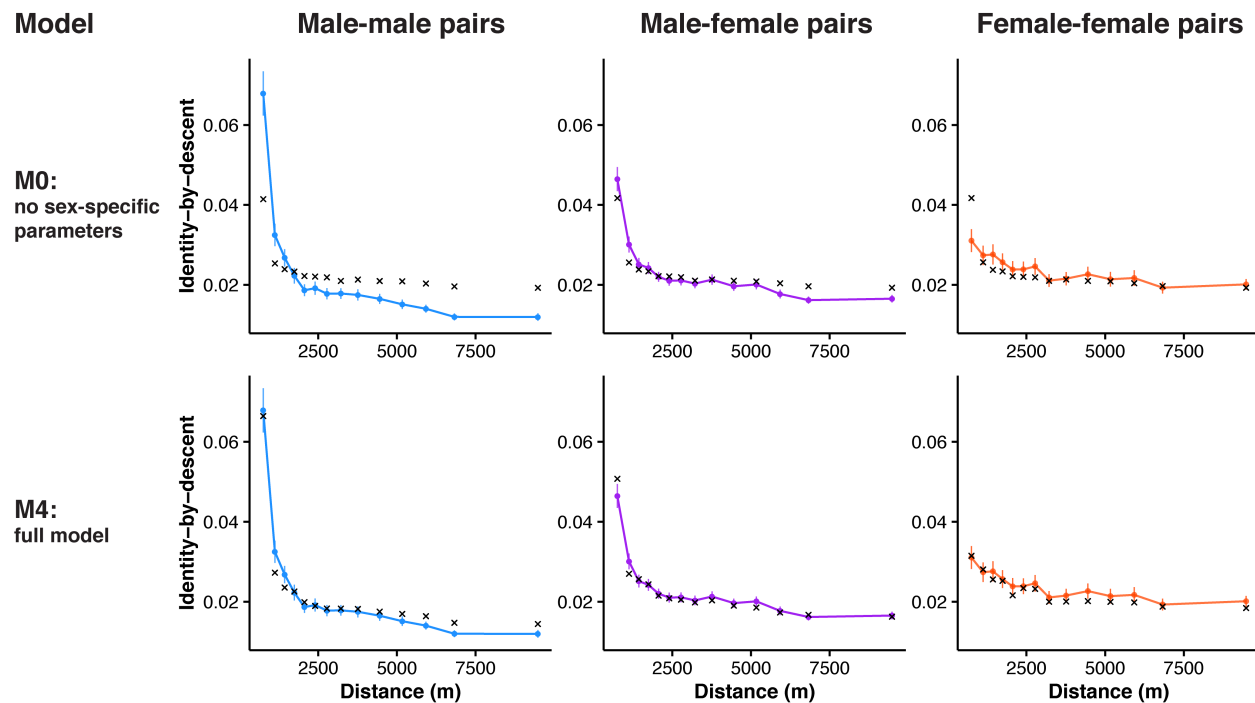 Model
Male-male pairs
Male-female pairs
Female-female pairs
M0:
no sex-specific
parameters
Identity-by-descent
0.06
0.04
0.02
2500
5000
7500
0.06
0.04
0.02
2500
5000
7500
0.06
0.04
0.02
2500
5000
7500
M4:
full model
Identity-by-descent
0.06
0.04
0.02
2500
5000
7500
Distance (m)
0.06
0.04
0.02
2500
5000
7500
Distance (m)
0.06
0.04
0.02
2500
5000
7500
Distance (m)